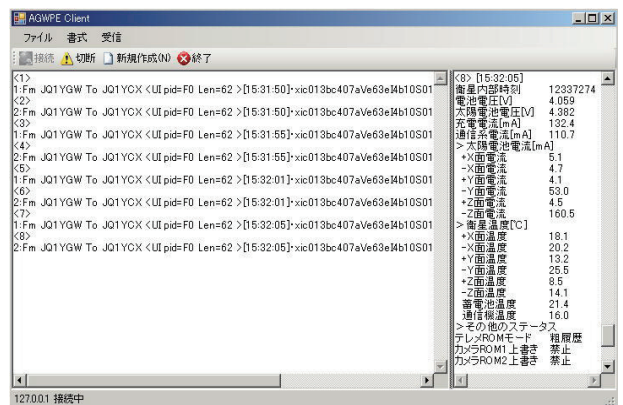 AGWPE Client
ファイル 書式 受信
接続 切断 新規作成(N) 終了
<1>
1:Fm JQ1YGW To JQ1YCX <UI pid=F0 Len=62 >[15:31:50]・xic013bc407aVe63eI4b10S01
<2>
2:Fm JQ1YGW To JQ1YCX <UI pid=F0 Len=62 >[15:31:50]・xic013bc407aVe63eI4b10S01
<3>
1:Fm JQ1YGW To JQ1YCX <UI pid=F0 Len=62 >[15:31:55]・xic013bc407aVe63eI4b10S01
<4>
2:Fm JQ1YGW To JQ1YCX <UI pid=F0 Len=62 >[15:31:55]・xic013bc407aVe63eI4b10S01
<5>
1:Fm JQ1YGW To JQ1YCX <UI pid=F0 Len=62 >[15:32:01]・xic013bc407aVe63eI4b10S01
<6>
2:Fm JQ1YGW To JQ1YCX <UI pid=F0 Len=62 >[15:32:01]・xic013bc407aVe63eI4b10S01
<7>
1:Fm JQ1YGW To JQ1YCX <UI pid=F0 Len=62 >[15:32:05]・xic013bc407aVe63eI4b10S01
<8>
2:Fm JQ1YGW To JQ1YCX <UI pid=F0 Len=62 >[15:32:05]・xic013bc407aVe63eI4b10S01
<8> [15:32:05]
衛星内部時刻 12337274
電池電圧[V] 4.059
太陽電池電圧[V] 4.382
充電電流[mA] 132.4
通信系電流[mA] 110.7
>太陽電池電流[mA]
+X面電流 5.1
-X面電流 4.7
+Y面電流 4.1
-Y面電流 53.0
+Z面電流 4.5
-Z面電流 160.5
>衛星温度[℃]
+X面温度 18.1
-X面温度 20.2
+Y面温度 13.2
-Y面温度 25.5
+Z面温度 8.5
-Z面温度 14.1
蓄電池温度 21.4
通信機温度 16.0
>その他のステータス
テレメROMモード 粗履歴
カメラROM1上書き 禁止
カメラROM2上書き 禁止
127.0.0.1 接続中